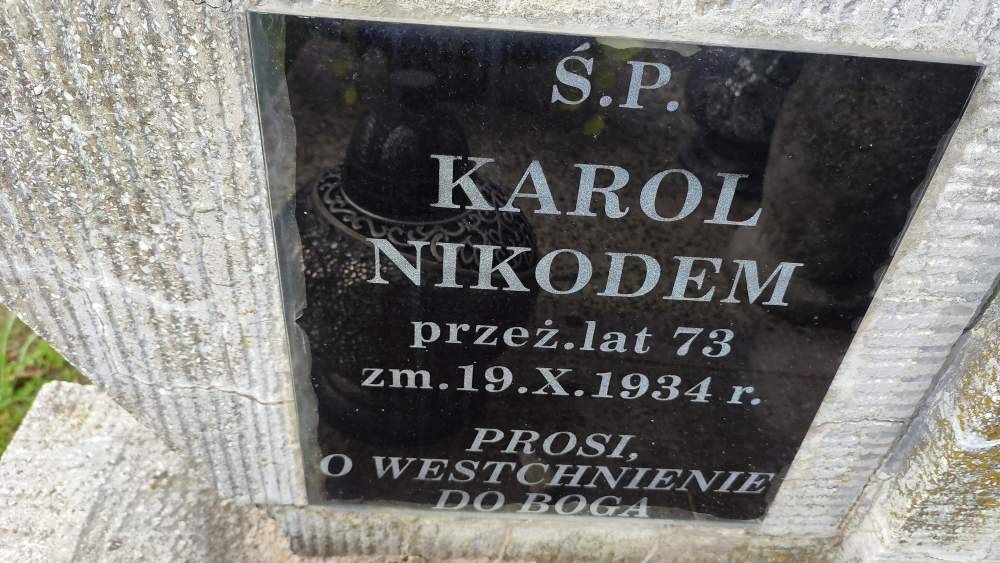 Ś.P.
KAROL
NIKODEM
przeż.lat 73
zm.19.X.1934 r.
PROSI,
O WESTCHNIENIE
DO BOGA